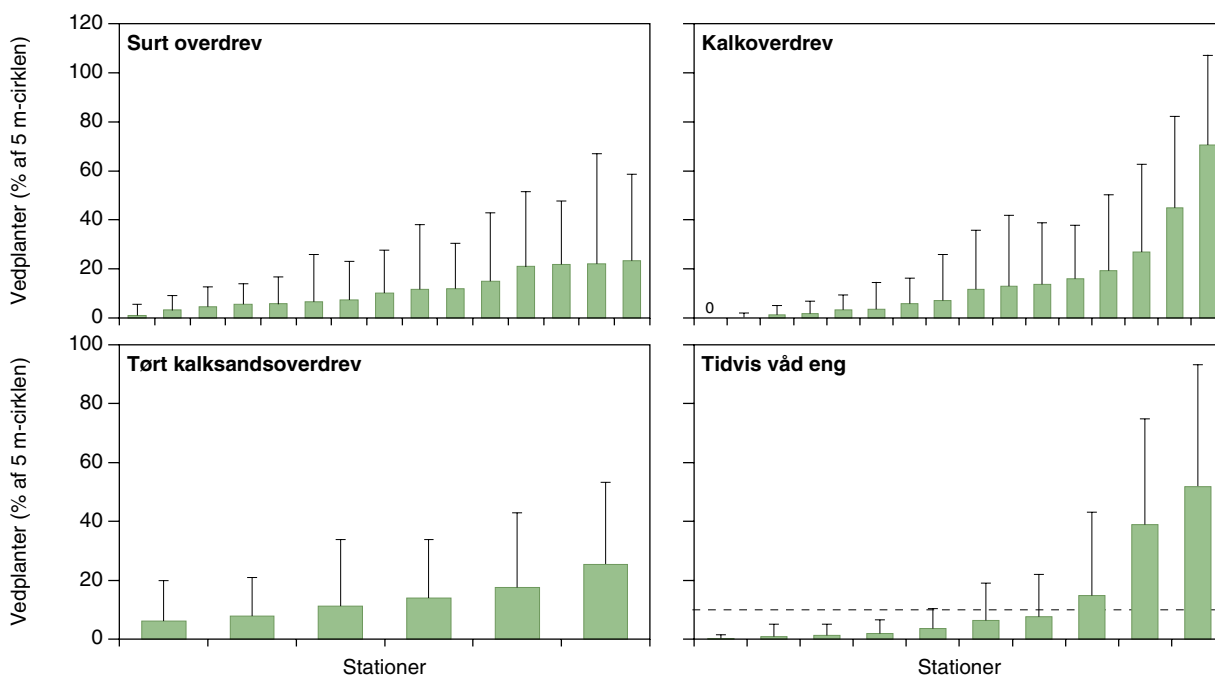 Vedplanter (% af 5 m-cirklen)
120
100
80
60
40
20
0
Surt overdrev
Kalkoverdrev
0
Vedplanter (% af 5 m-cirklen)
100
80
60
40
20
0
Tørt kalksandsoverdrev
Tidvis våd eng
Stationer
Stationer